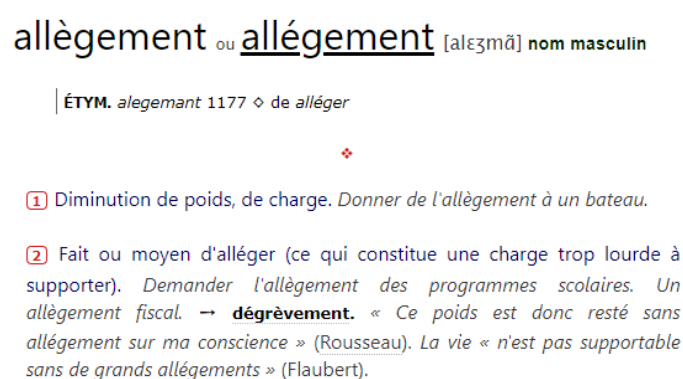 allègement ou allégement [alɛʒmɑ̃] nom masculin
ÉTYM. alegemant 1177 ◇ de alléger
❖
1 Diminution de poids, de charge. Donner de l'allègement à un bateau.
2 Fait ou moyen d'alléger (ce qui constitue une charge trop lourde à
supporter). Demander l'allègement des programmes scolaires. Un
allègement fiscal. → dégrèvement. « Ce poids est donc resté sans
allégement sur ma conscience » (Rousseau). La vie « n'est pas supportable
sans de grands allégements » (Flaubert).